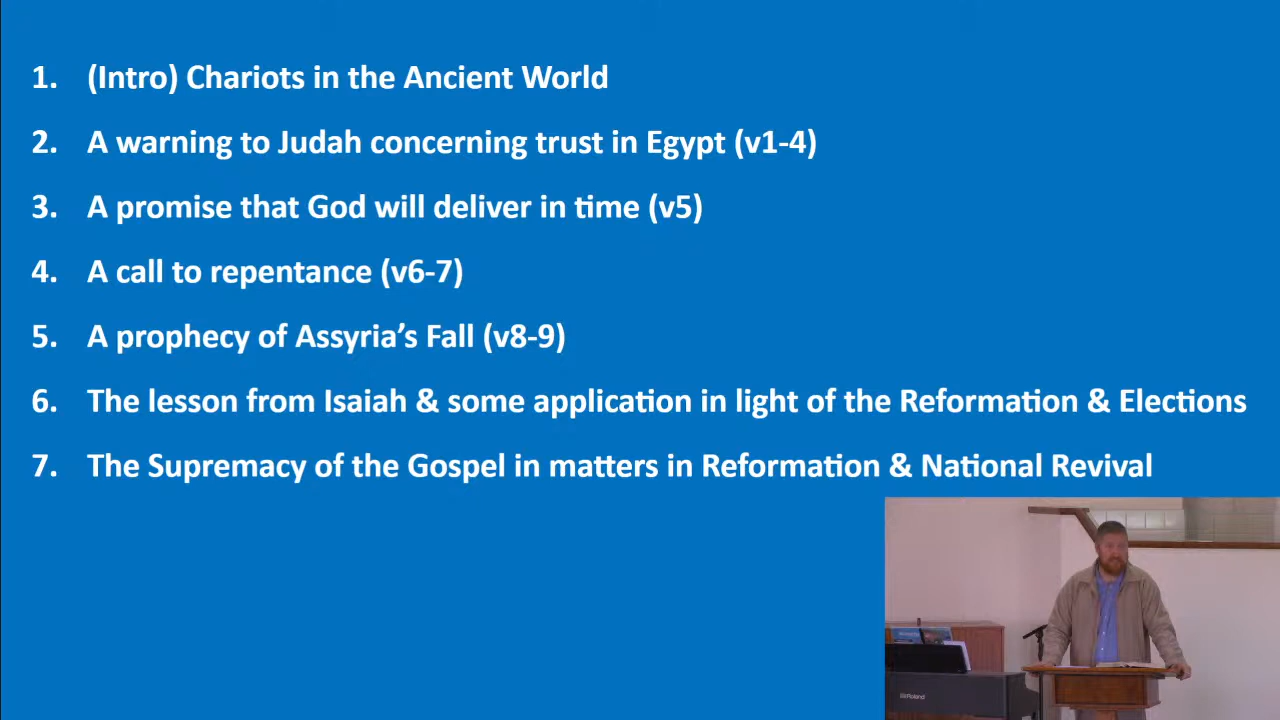 1. (Intro) Chariots in the Ancient World
2. A warning to Judah concerning trust in Egypt (v1-4)
3. A promise that God will deliver in time (v5)
4. A call to repentance (v6-7)
5. A prophecy of Assyria’s Fall (v8-9)
6. The lesson from Isaiah & some application in light of the Reformation & Elections
7. The Supremacy of the Gospel in matters in Reformation & National Revival
Roland